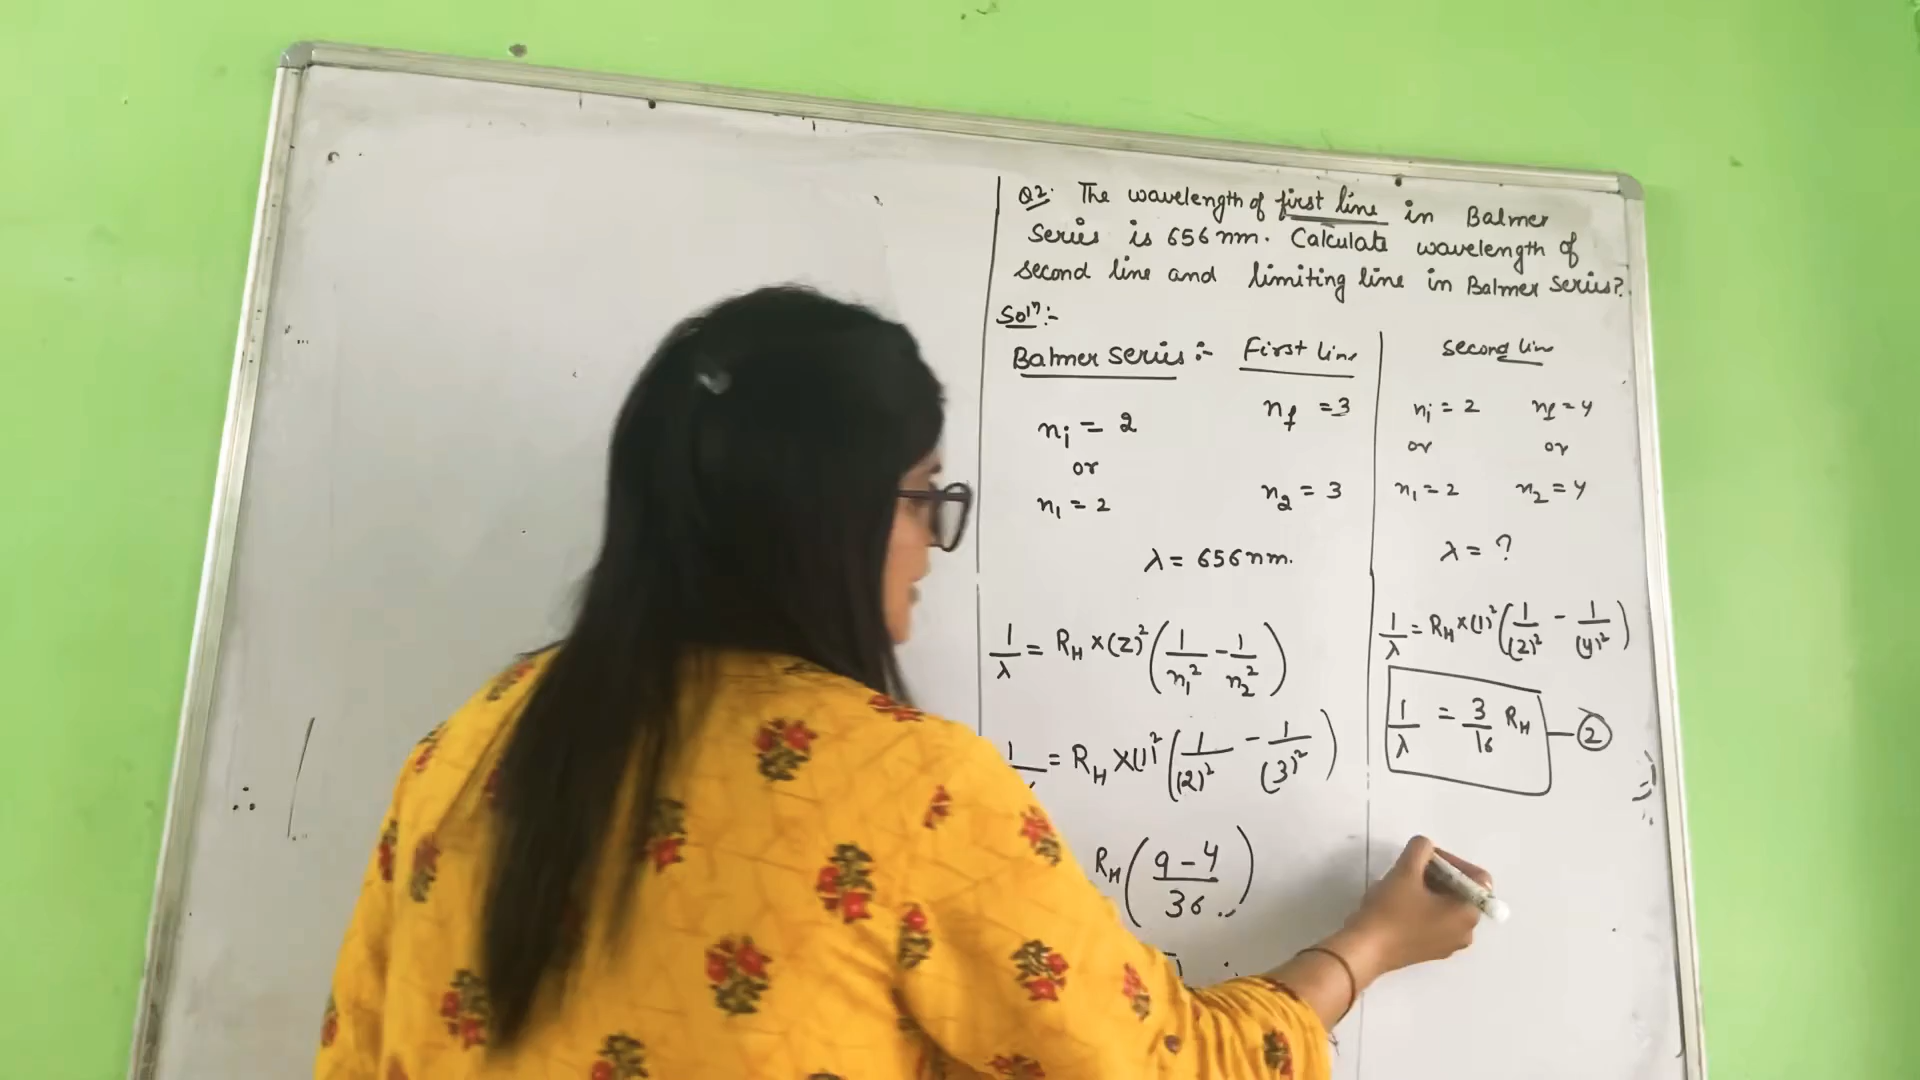 Q2. The wavelength of first line in Balmer
Series is 656 nm. Calculate wavelength of
second line and limiting line in Balmer Series?
Solⁿ:-
Balmer series :- First line
nᵢ = 2 n_f = 3
or
n₁ = 2 n₂ = 3
λ = 656 nm.
1/λ = R_H × (Z)² (1/n₁² - 1/n₂²)
= R_H × (1)² (1/(2)² - 1/(3)²)
R_H (9 - 4 / 36)
second line
nᵢ = 2 n_f = 4
or or
n₁ = 2 n₂ = 4
λ = ?
1/λ = R_H × (1)² (1/(2)² - 1/(4)²)
1/λ = 3/16 R_H — ②